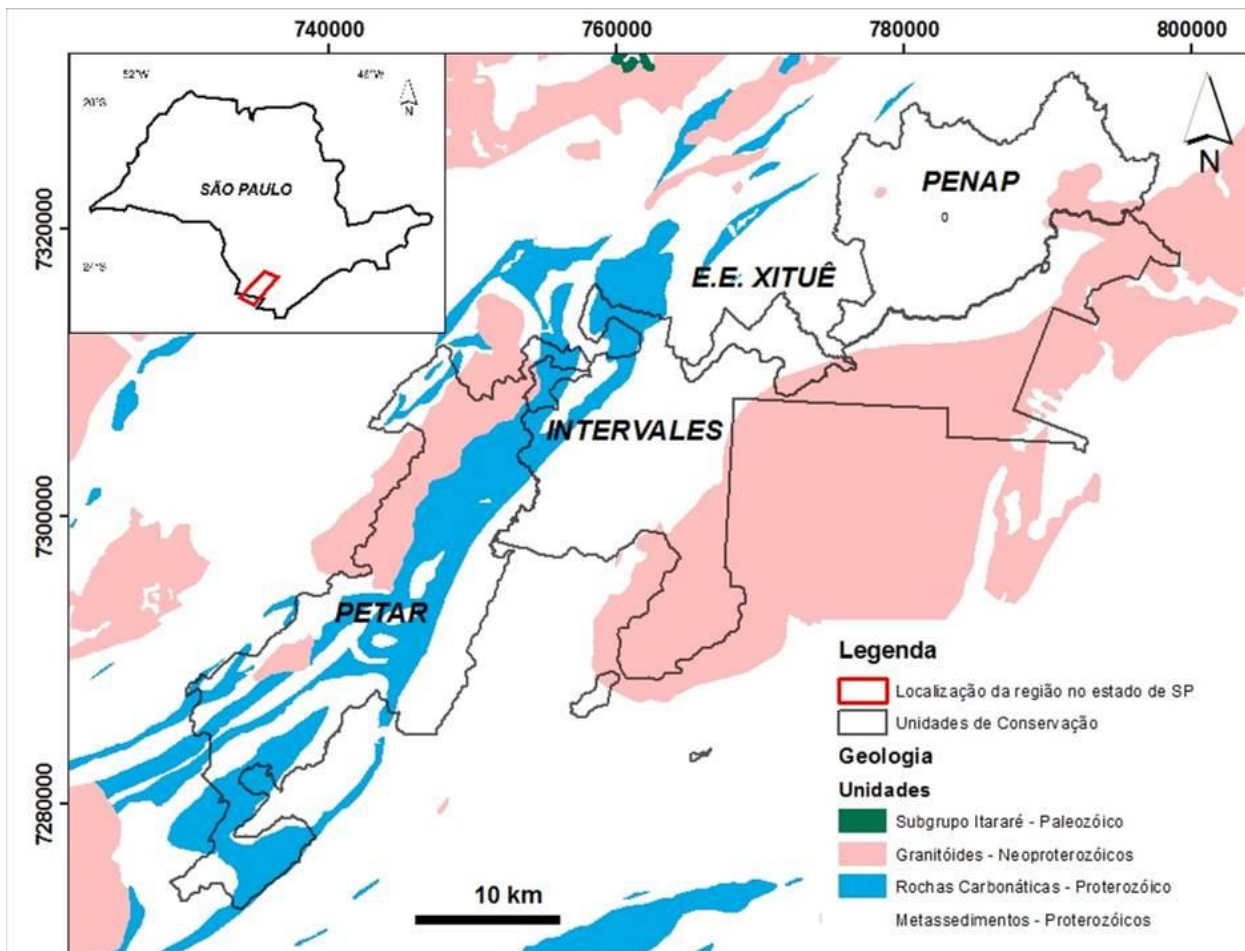 740000 760000 780000 800000
7320000
7300000
7280000
52°W 48°W
20°S
24°S
N
SÃO PAULO
N
PENAP
0
E.E. XITUÊ
INTERVALES
PETAR
10 km
Legenda
Localização da região no estado de SP
Unidades de Conservação
Geologia
Unidades
Subgrupo Itararé - Paleozóico
Granitóides - Neoproterozóicos
Rochas Carbonáticas - Proterozóico
Metassedimentos - Proterozóicos